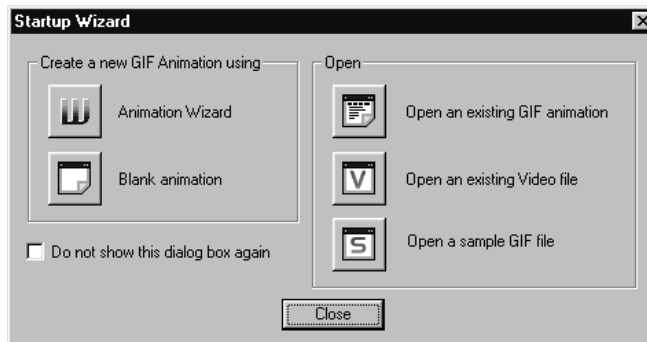 Startup Wizard
Create a new GIF Animation using
Animation Wizard
Blank animation
Do not show this dialog box again
Open
Open an existing GIF animation
V
Open an existing Video file
S
Open a sample GIF file
Close